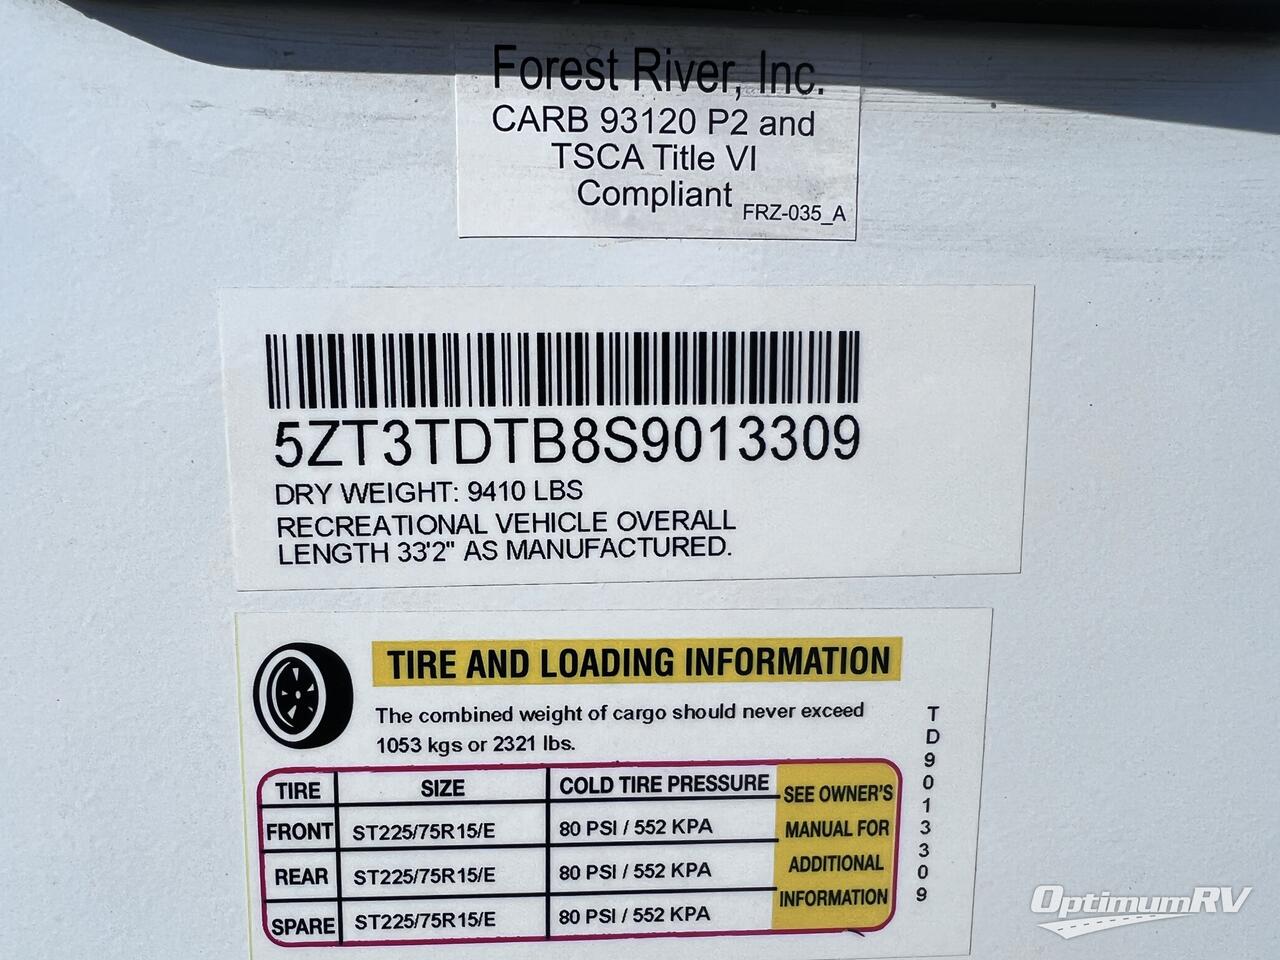 Forest River, Inc.
CARB 93120 P2 and
TSCA Title VI
Compliant
FRZ-035_A
5ZT3TDTB8S9013309
DRY WEIGHT: 9410 LBS
RECREATIONAL VEHICLE OVERALL
LENGTH 33'2" AS MANUFACTURED.
TIRE AND LOADING INFORMATION
The combined weight of cargo should never exceed
1053 kgs or 2321 lbs.
TIRE SIZE COLD TIRE PRESSURE
FRONT ST225/75R15/E 80 PSI / 552 KPA
REAR ST225/75R15/E 80 PSI / 552 KPA
SPARE ST225/75R15/E 80 PSI / 552 KPA
SEE OWNER'S
MANUAL FOR
ADDITIONAL
INFORMATION
TD9013309
OptimumRV